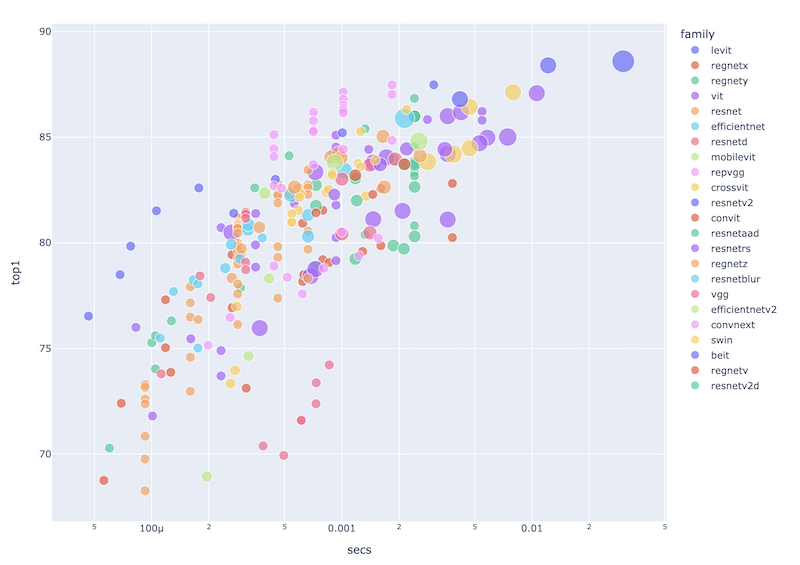 90
85
80
75
70
top1
5
100μ
2
5
0.001
2
5
0.01
2
5
secs
family
levit
regnetx
regnety
vit
resnet
efficientnet
resnetd
mobilevit
repvgg
crossvit
resnetv2
convit
resnetaad
resnetrs
regnetz
resnetblur
vgg
efficientnetv2
convnext
swin
beit
regnetv
resnetv2d